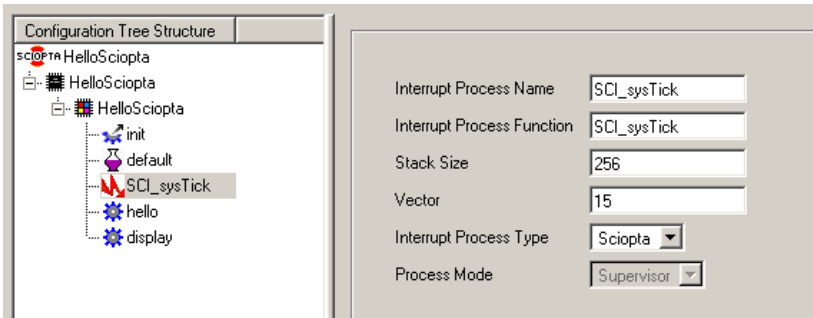 Configuration Tree Structure
SCIOPTA HelloSciopta
HelloSciopta
HelloSciopta
init
default
SCI_sysTick
hello
display
Interrupt Process Name SCI_sysTick
Interrupt Process Function SCI_sysTick
Stack Size 256
Vector 15
Interrupt Process Type Sciopta
Process Mode Supervisor